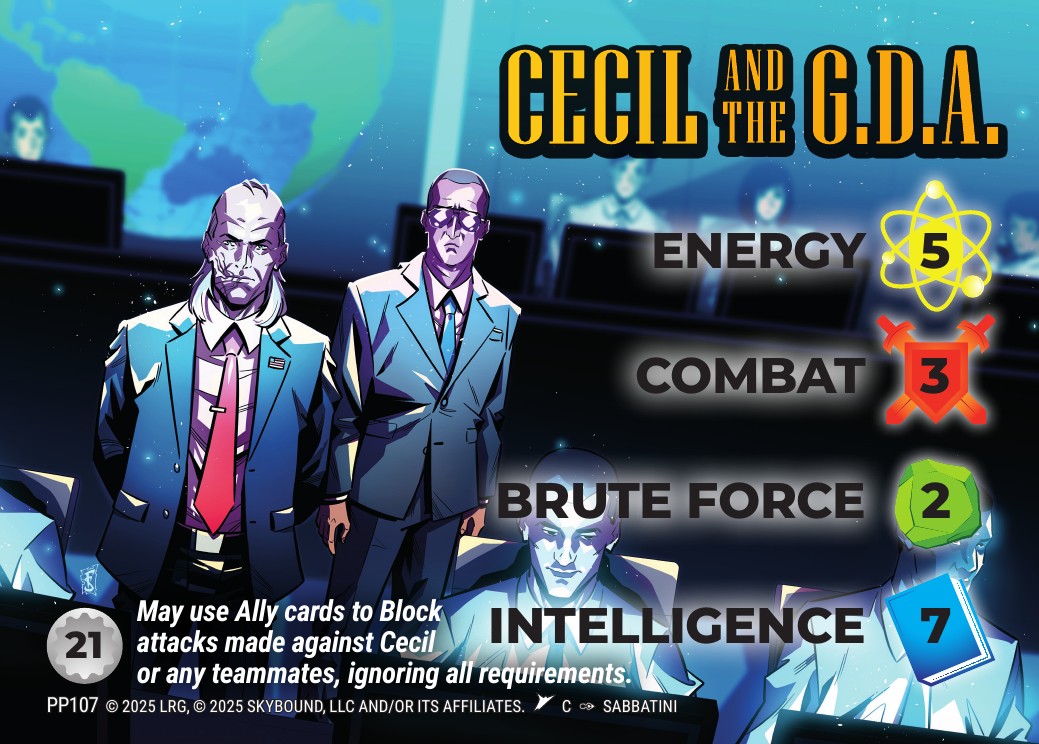 CECIL AND THE G.D.A.
ENERGY 5
COMBAT 3
BRUTE FORCE 2
INTELLIGENCE 7
21
May use Ally cards to Block
attacks made against Cecil
or any teammates, ignoring all requirements.
PP107 © 2025 LRG, © 2025 SKYBOUND, LLC AND/OR ITS AFFILIATES. C SABBATINI